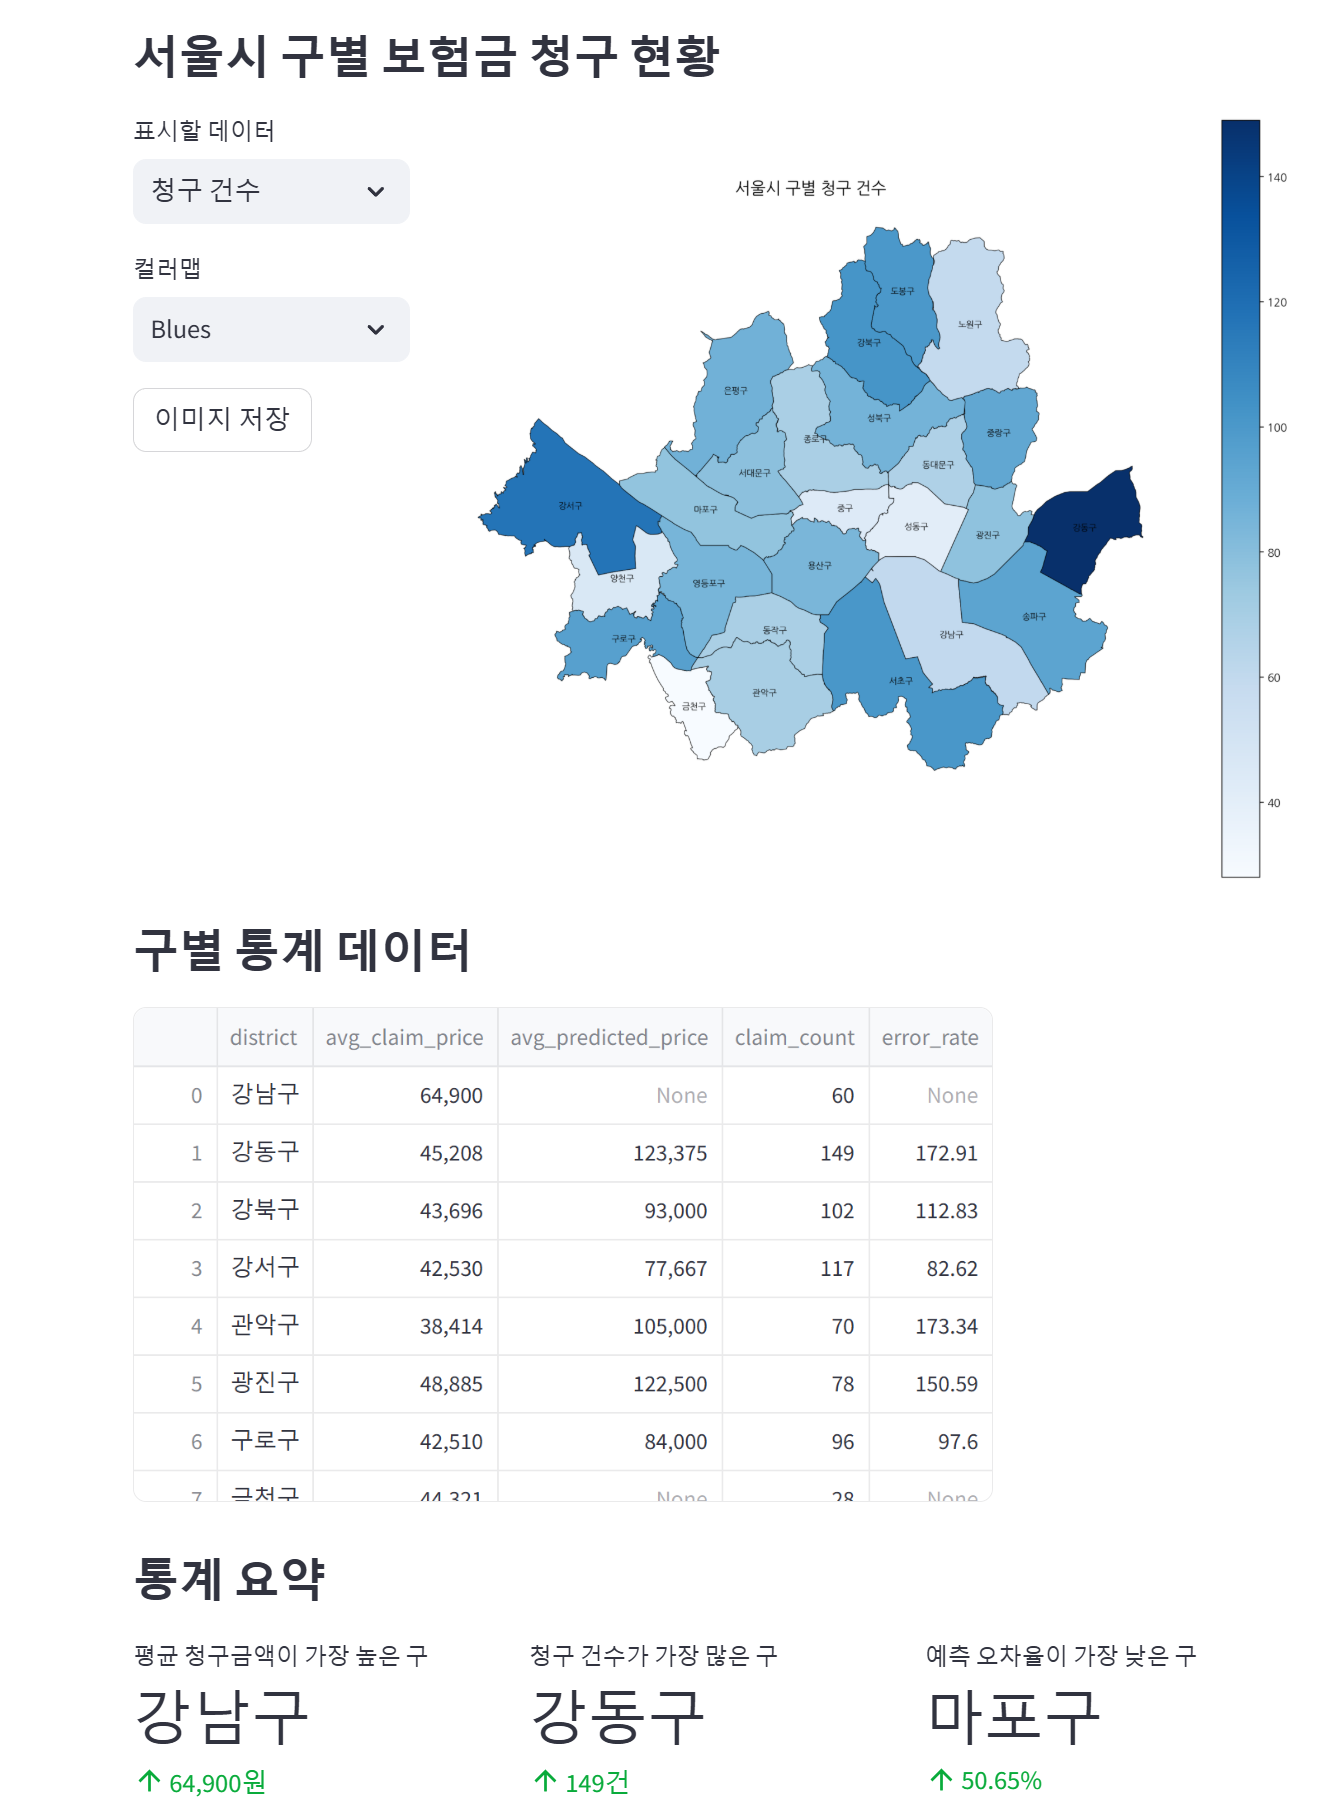 서울시 구별 보험금 청구 현황
표시할 데이터
청구 건수
컬러맵
Blues
이미지 저장
서울시 구별 청구 건수
도봉구
노원구
강북구
은평구
성북구
종로구
중랑구
동대문구
서대문구
강서구
마포구
중구
성동구
광진구
강동구
양천구
영등포구
용산구
송파구
구로구
동작구
강남구
서초구
관악구
금천구
140
120
100
80
60
40
구별 통계 데이터
district avg_claim_price avg_predicted_price claim_count error_rate
0 강남구 64,900 None 60 None
1 강동구 45,208 123,375 149 172.91
2 강북구 43,696 93,000 102 112.83
3 강서구 42,530 77,667 117 82.62
4 관악구 38,414 105,000 70 173.34
5 광진구 48,885 122,500 78 150.59
6 구로구 42,510 84,000 96 97.6
7 금천구 44,321 None 28 None
통계 요약
평균 청구금액이 가장 높은 구
강남구
64,900원
청구 건수가 가장 많은 구
강동구
149건
예측 오차율이 가장 낮은 구
마포구
50.65%